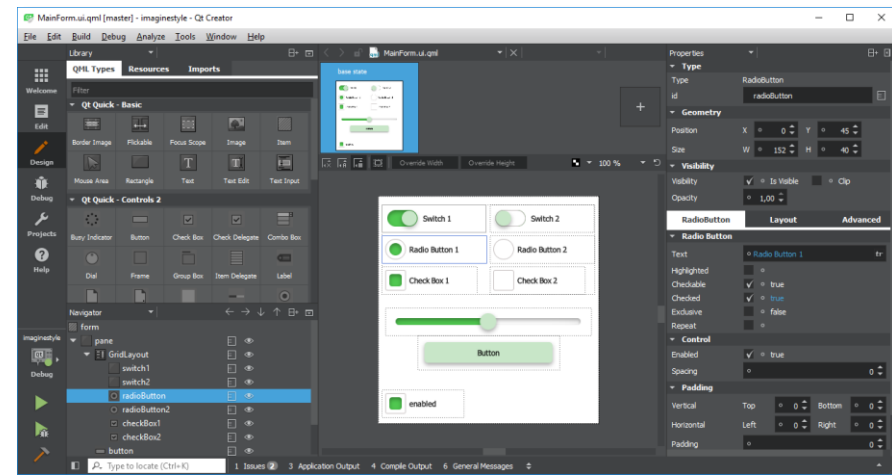 MainForm.ui.qml [master] - imaginestyle - Qt Creator
File Edit Build Debug Analyze Tools Window Help
Library
MainForm.ui.qml
Properties
QML Types Resources Imports
Filter
Qt Quick - Basic
Border Image Flickable Focus Scope Image Item
Mouse Area Rectangle Text Text Edit Text Input
Qt Quick - Controls 2
Busy Indicator Button Check Box Check Delegate Combo Box
Dial Frame Group Box Item Delegate Label
Welcome
Edit
Design
Debug
Projects
Help
imaginestyle
Debug
Navigator
form
pane
GridLayout
switch1
switch2
radioButton
radioButton2
checkBox1
checkBox2
button
base state
Override Width Override Height 100 %
Switch 1 Switch 2
Radio Button 1 Radio Button 2
Check Box 1 Check Box 2
Button
enabled
Type
Type RadioButton
id radioButton
Geometry
Position X 0 Y 45
Size W 152 H 40
Visibility
Visibility Is Visible Clip
Opacity 1,00
RadioButton Layout Advanced
Radio Button
Text Radio Button 1 tr
Highlighted
Checkable true
Checked true
Exclusive false
Repeat
Control
Enabled true
Spacing 0
Padding
Vertical Top 0 Bottom 0
Horizontal Left 0 Right 0
Padding 0
Type to locate (Ctrl+K) 1 Issues 2 3 Application Output 4 Compile Output 6 General Messages